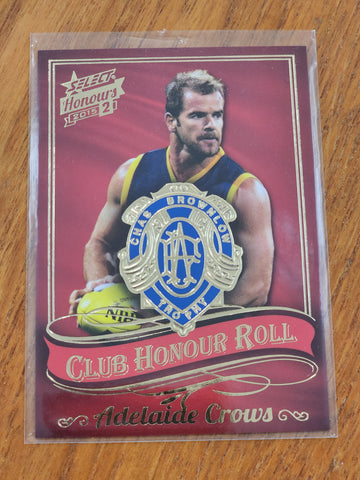 SELECT
Honours
2015 2
CHAS BROWNLOW
TROPHY
CLUB HONOUR ROLL
Adelaide Crows